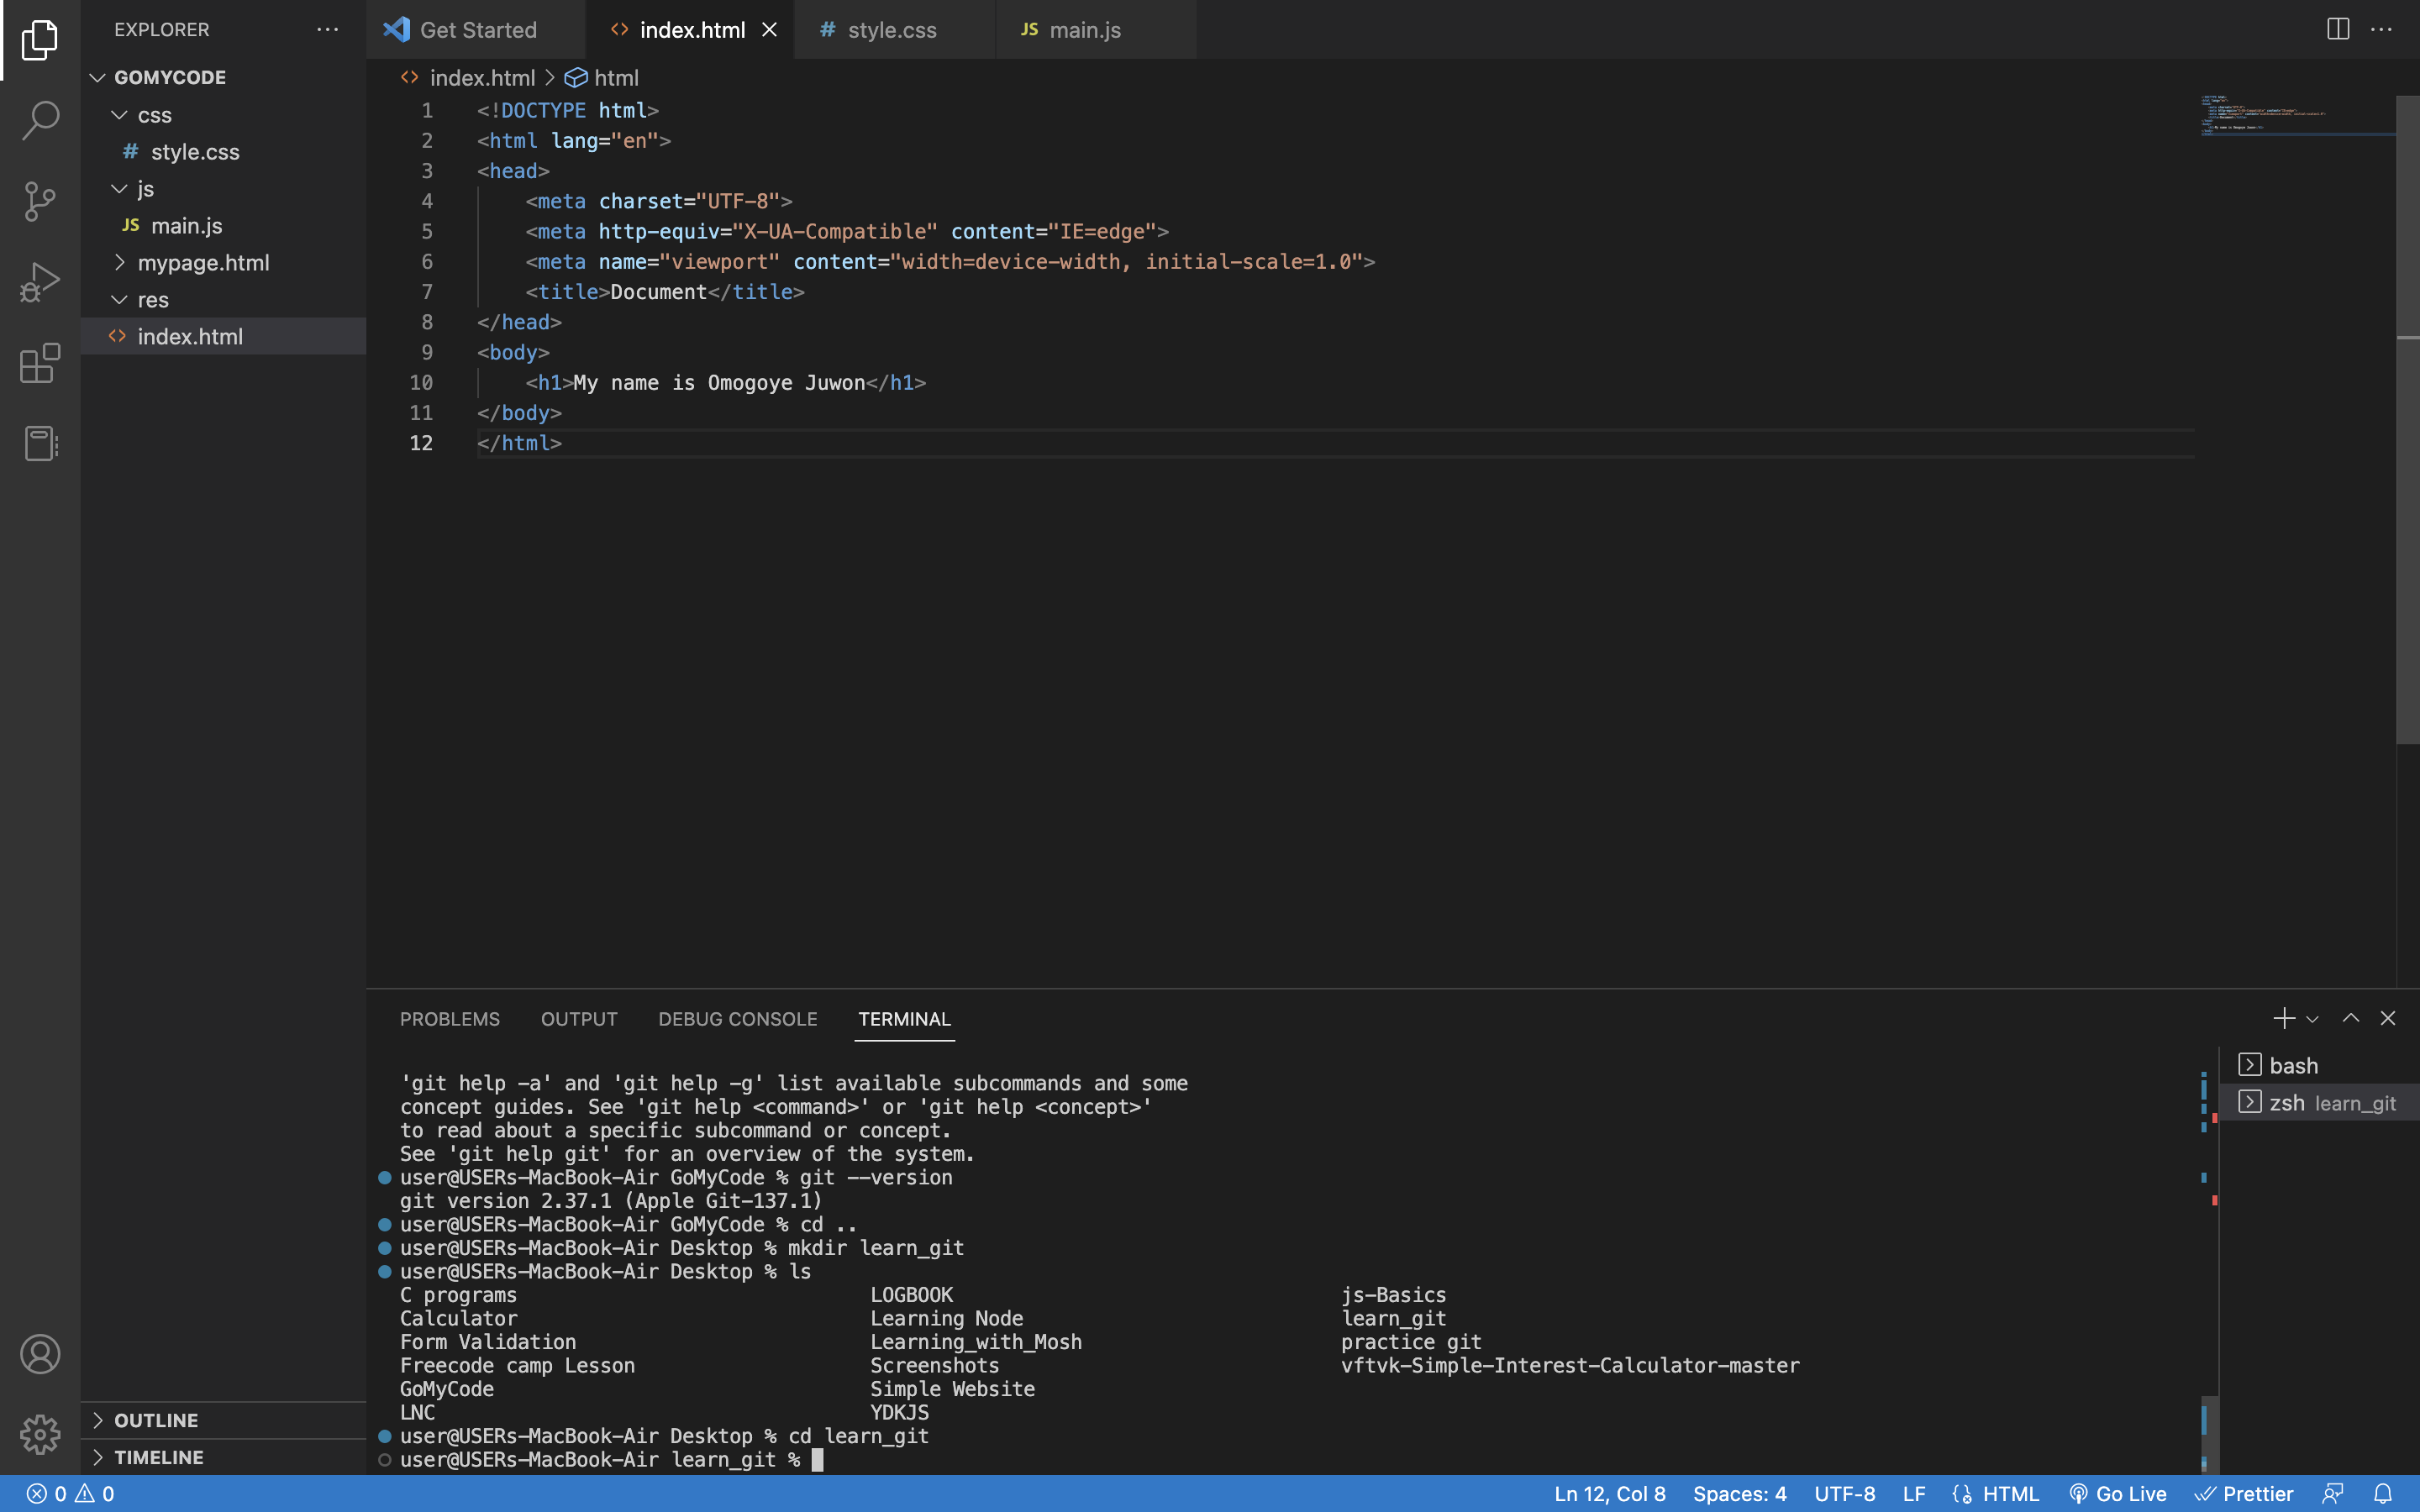 EXPLORER
GOMYCODE
css
# style.css
js
JS main.js
mypage.html
res
<> index.html
OUTLINE
TIMELINE
Get Started
<> index.html
# style.css
JS main.js
<> index.html > html
1 <!DOCTYPE html>
2 <html lang="en">
3 <head>
4     <meta charset="UTF-8">
5     <meta http-equiv="X-UA-Compatible" content="IE=edge">
6     <meta name="viewport" content="width=device-width, initial-scale=1.0">
7     <title>Document</title>
8 </head>
9 <body>
10     <h1>My name is Omogoye Juwon</h1>
11 </body>
12 </html>
PROBLEMS OUTPUT DEBUG CONSOLE TERMINAL
'git help -a' and 'git help -g' list available subcommands and some
concept guides. See 'git help <command>' or 'git help <concept>'
to read about a specific subcommand or concept.
See 'git help git' for an overview of the system.
user@USERs-MacBook-Air GoMyCode % git --version
git version 2.37.1 (Apple Git-137.1)
user@USERs-MacBook-Air GoMyCode % cd ..
user@USERs-MacBook-Air Desktop % mkdir learn_git
user@USERs-MacBook-Air Desktop % ls
C programs LOGBOOK js-Basics
Calculator Learning Node learn_git
Form Validation Learning_with_Mosh practice git
Freecode camp Lesson Screenshots vftvk-Simple-Interest-Calculator-master
GoMyCode Simple Website
LNC YDKJS
user@USERs-MacBook-Air Desktop % cd learn_git
user@USERs-MacBook-Air learn_git %
bash
zsh learn_git
0 0 Ln 12, Col 8 Spaces: 4 UTF-8 LF HTML Go Live Prettier